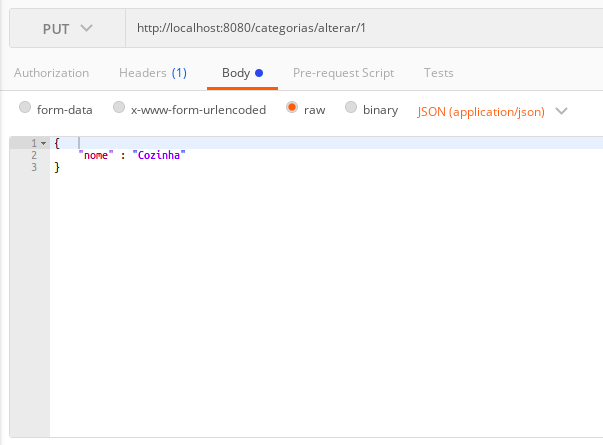 PUT http://localhost:8080/categorias/alterar/1
Authorization Headers (1) Body Pre-request Script Tests
form-data x-www-form-urlencoded raw binary JSON (application/json)
1 {
2 "nome" : "Cozinha"
3 }